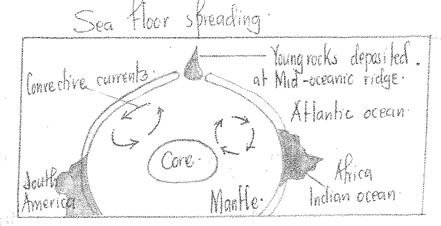 Sea floor spreading.
Young rocks deposited.
at Mid-oceanic ridge.
Convective currents.
Atlantic ocean.
Core.
South
America
Mantle.
Africa
Indian ocean.